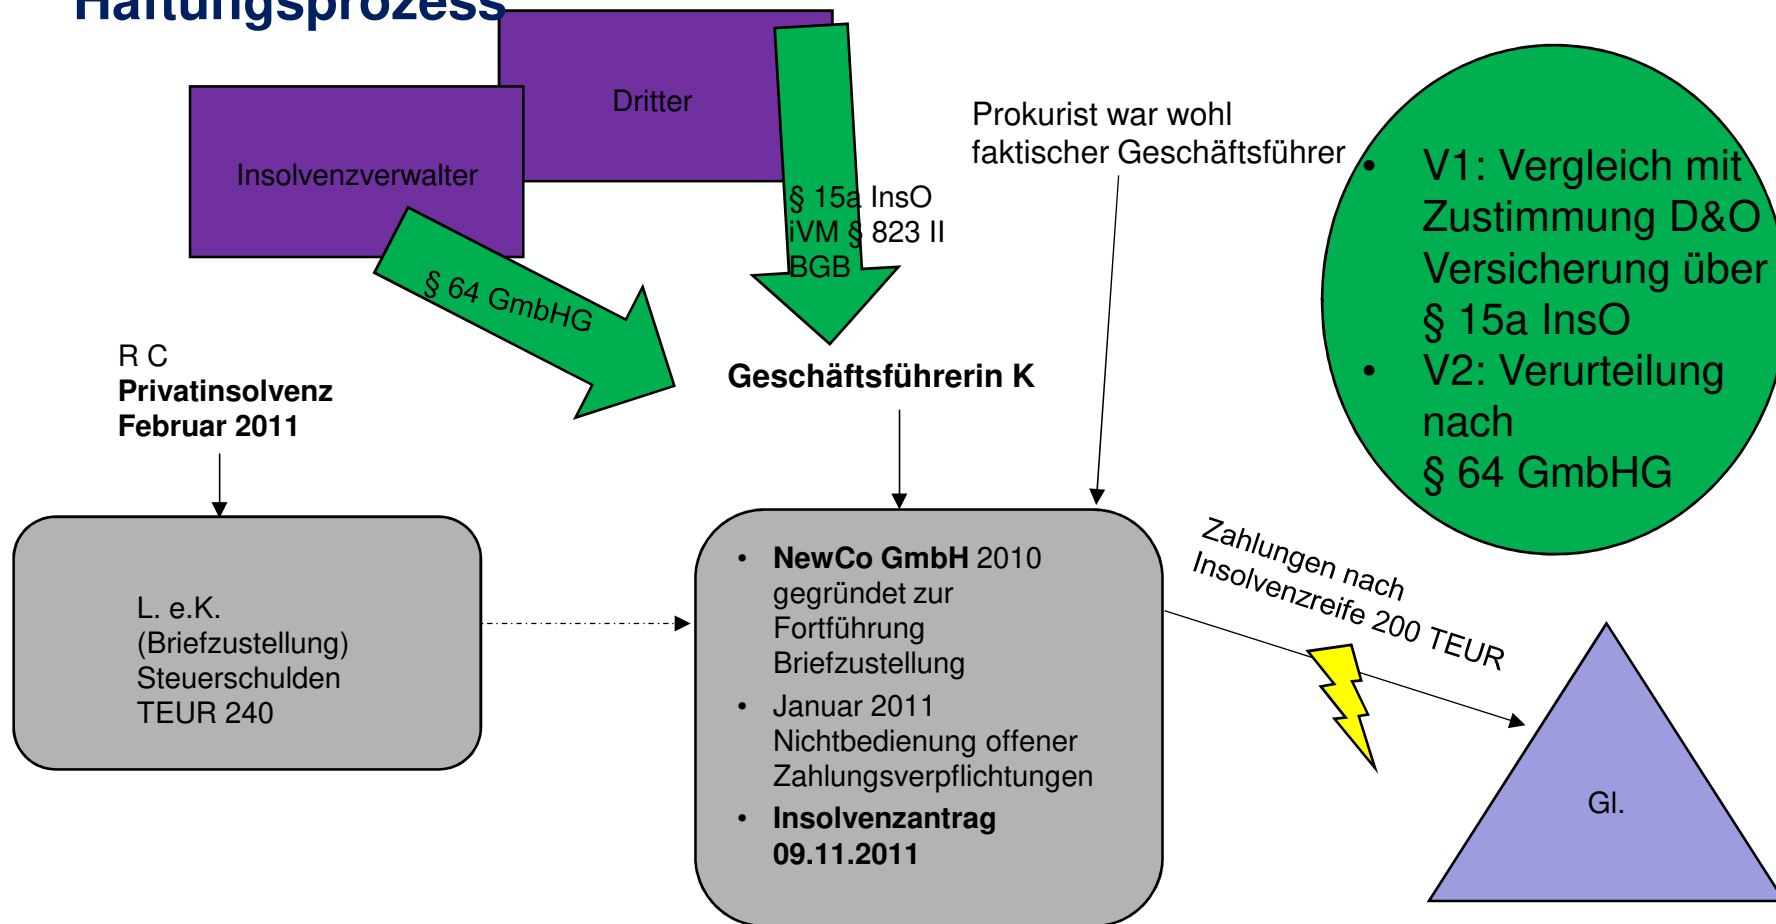 Haftungsprozess
Dritter
Insolvenzverwalter
§ 15a InsO
iVM § 823 II
BGB
§ 64 GmbHG
Prokurist war wohl
faktischer Geschäftsführer
• V1: Vergleich mit
Zustimmung D&O
Versicherung über
§ 15a InsO
• V2: Verurteilung
nach
§ 64 GmbHG
R C
Privatinsolvenz
Februar 2011
Geschäftsführerin K
L. e.K.
(Briefzustellung)
Steuerschulden
TEUR 240
• NewCo GmbH 2010
gegründet zur
Fortführung
Briefzustellung
• Januar 2011
Nichtbedienung offener
Zahlungsverpflichtungen
• Insolvenzantrag
09.11.2011
Zahlungen nach
Insolvenzreife 200 TEUR
Gl.